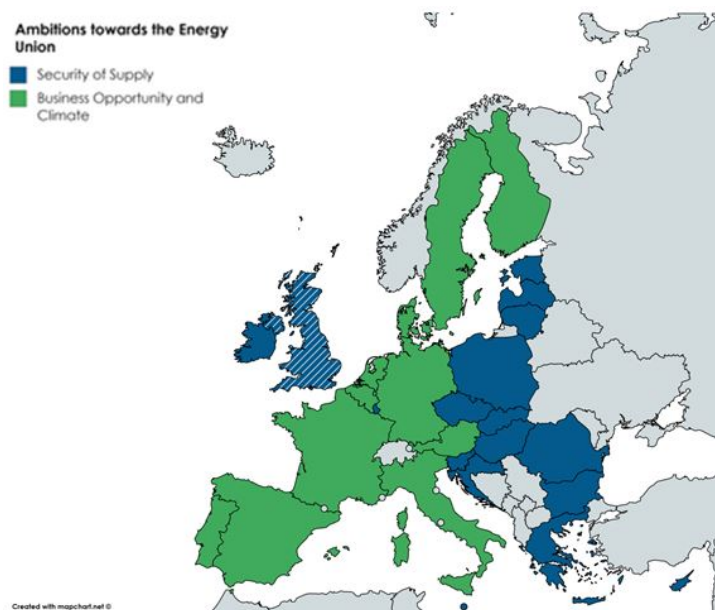 Ambitions towards the Energy
Union
Security of Supply
Business Opportunity and
Climate
Created with mapchart.net ©